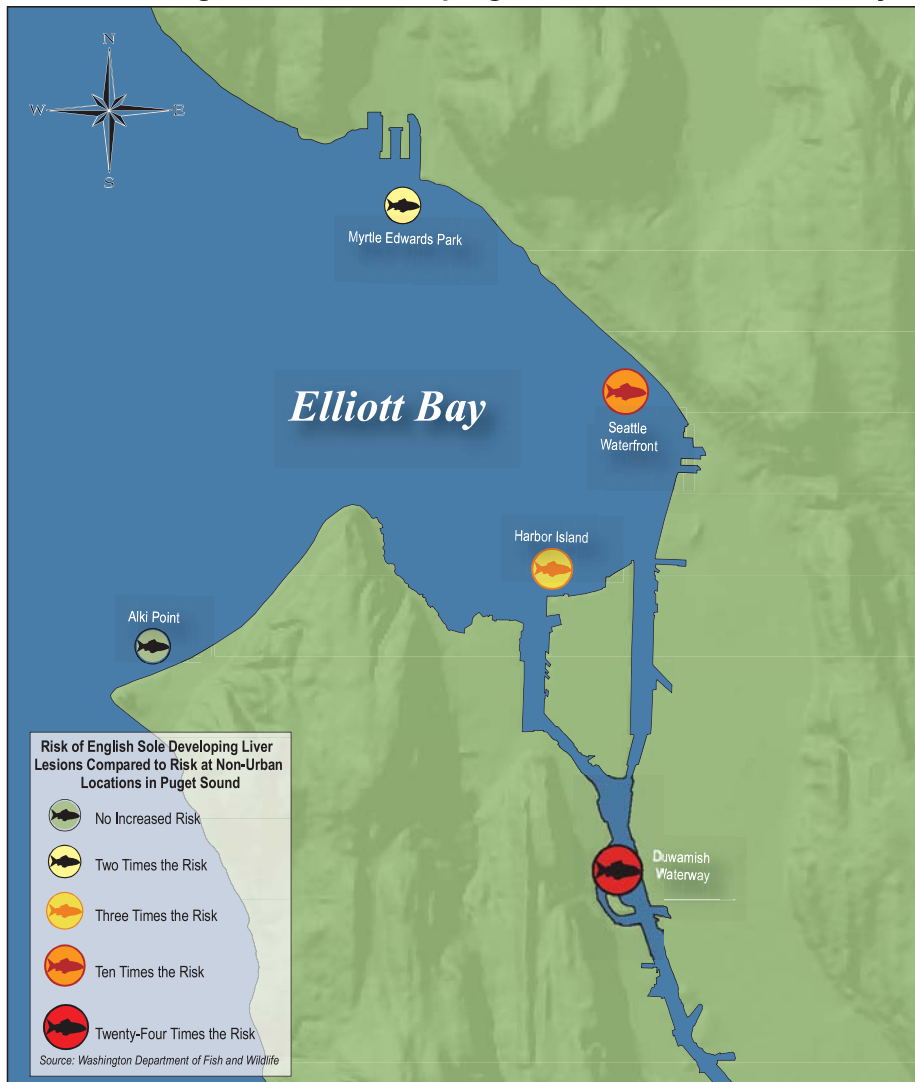 N
W E
S
Myrtle Edwards Park
Elliott Bay
Seattle
Waterfront
Harbor Island
Alki Point
Duwamish
Waterway
Risk of English Sole Developing Liver
Lesions Compared to Risk at Non-Urban
Locations in Puget Sound
No Increased Risk
Two Times the Risk
Three Times the Risk
Ten Times the Risk
Twenty-Four Times the Risk
Source: Washington Department of Fish and Wildlife